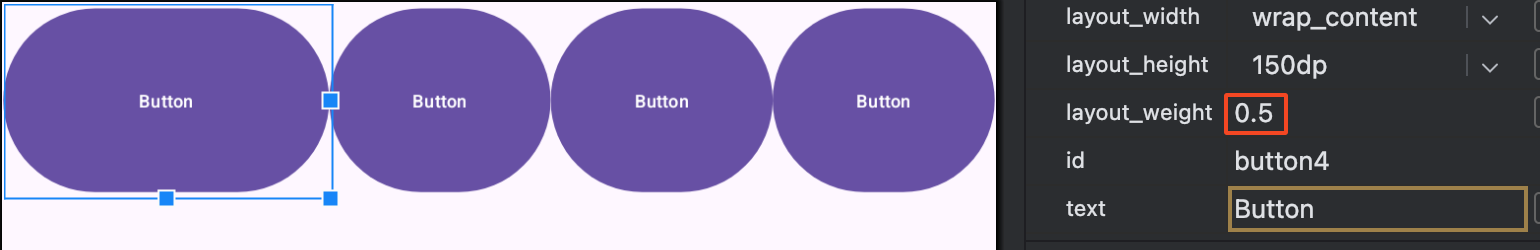 Button Button Button Button
layout_width wrap_content
layout_height 150dp
layout_weight 0.5
id button4
text Button